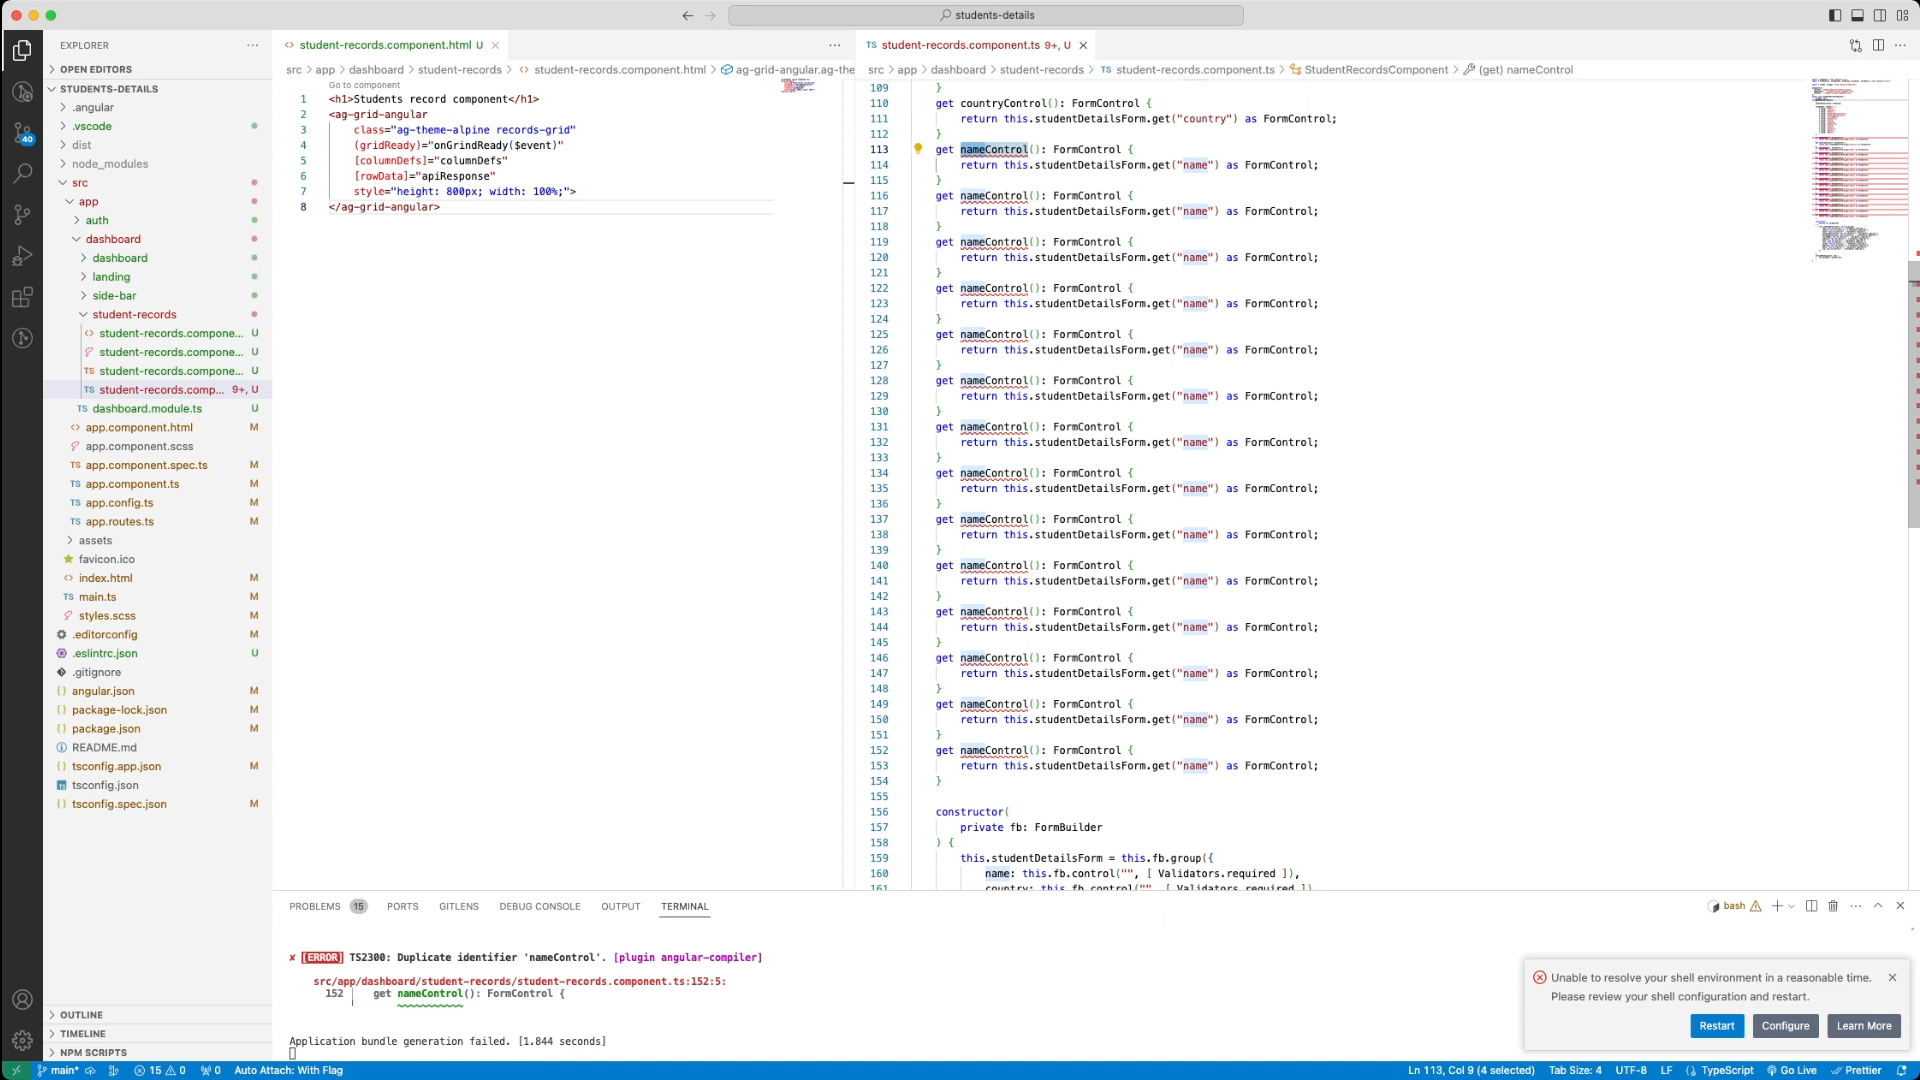 students-details
EXPLORER
OPEN EDITORS
STUDENTS-DETAILS
.angular
.vscode
dist
node_modules
src
app
auth
dashboard
dashboard
landing
side-bar
student-records
student-records.compone... U
student-records.compone... U
TS student-records.compone... U
TS student-records.comp... 9+, U
TS dashboard.module.ts U
app.component.html M
app.component.scss
TS app.component.spec.ts M
TS app.component.ts M
TS app.config.ts M
TS app.routes.ts M
assets
favicon.ico
index.html M
TS main.ts M
styles.scss M
.editorconfig M
.eslintrc.json U
.gitignore
angular.json M
package-lock.json M
package.json M
README.md
tsconfig.app.json M
tsconfig.json
tsconfig.spec.json M
OUTLINE
TIMELINE
NPM SCRIPTS
40
student-records.component.html U
src > app > dashboard > student-records > student-records.component.html > ag-grid-angular.ag-the
Go to component
1 <h1>Students record component</h1>
2 <ag-grid-angular
3 class="ag-theme-alpine records-grid"
4 (gridReady)="onGrindReady($event)"
5 [columnDefs]="columnDefs"
6 [rowData]="apiResponse"
7 style="height: 800px; width: 100%;">
8 </ag-grid-angular>
TS student-records.component.ts 9+, U
src > app > dashboard > student-records > TS student-records.component.ts > StudentRecordsComponent > (get) nameControl
109 }
110 get countryControl(): FormControl {
111 return this.studentDetailsForm.get("country") as FormControl;
112 }
113 get nameControl(): FormControl {
114 return this.studentDetailsForm.get("name") as FormControl;
115 }
116 get nameControl(): FormControl {
117 return this.studentDetailsForm.get("name") as FormControl;
118 }
119 get nameControl(): FormControl {
120 return this.studentDetailsForm.get("name") as FormControl;
121 }
122 get nameControl(): FormControl {
123 return this.studentDetailsForm.get("name") as FormControl;
124 }
125 get nameControl(): FormControl {
126 return this.studentDetailsForm.get("name") as FormControl;
127 }
128 get nameControl(): FormControl {
129 return this.studentDetailsForm.get("name") as FormControl;
130 }
131 get nameControl(): FormControl {
132 return this.studentDetailsForm.get("name") as FormControl;
133 }
134 get nameControl(): FormControl {
135 return this.studentDetailsForm.get("name") as FormControl;
136 }
137 get nameControl(): FormControl {
138 return this.studentDetailsForm.get("name") as FormControl;
139 }
140 get nameControl(): FormControl {
141 return this.studentDetailsForm.get("name") as FormControl;
142 }
143 get nameControl(): FormControl {
144 return this.studentDetailsForm.get("name") as FormControl;
145 }
146 get nameControl(): FormControl {
147 return this.studentDetailsForm.get("name") as FormControl;
148 }
149 get nameControl(): FormControl {
150 return this.studentDetailsForm.get("name") as FormControl;
151 }
152 get nameControl(): FormControl {
153 return this.studentDetailsForm.get("name") as FormControl;
154 }
155
156 constructor(
157 private fb: FormBuilder
158 ) {
159 this.studentDetailsForm = this.fb.group({
160 name: this.fb.control("", [ Validators.required ]),
161 country: this.fb.control("", [ Validators.required ])
PROBLEMS 15 PORTS GITLENS DEBUG CONSOLE OUTPUT TERMINAL
bash
✘ [ERROR] TS2300: Duplicate identifier 'nameControl'. [plugin angular-compiler]
src/app/dashboard/student-records/student-records.component.ts:152:5:
152 │ get nameControl(): FormControl {
Application bundle generation failed. [1.844 seconds]
Unable to resolve your shell environment in a reasonable time.
Please review your shell configuration and restart.
Restart Configure Learn More
main* 15 0 0 Auto Attach: With Flag
Ln 113, Col 9 (4 selected) Tab Size: 4 UTF-8 LF TypeScript Go Live Prettier